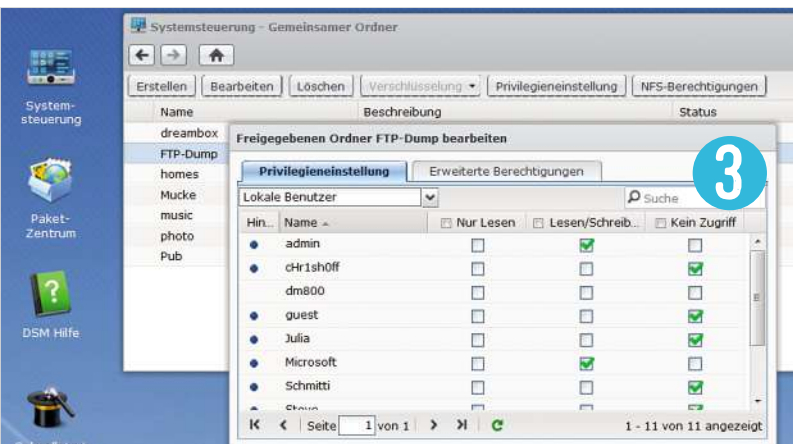 Systemsteuerung - Gemeinsamer Ordner
Erstellen Bearbeiten Löschen Verschlüsselung Privilegieneinstellung NFS-Berechtigungen
System-
steuerung
Name Beschreibung Status
dreambox
FTP-Dump
homes
Mucke
music
photo
Pub
Freigegebenen Ordner FTP-Dump bearbeiten
3
Privilegieneinstellung Erweiterte Berechtigungen
Lokale Benutzer Suche
Hin... Name Nur Lesen Lesen/Schreib... Kein Zugriff
admin
cHr1sh0ff
dm800
guest
Julia
Microsoft
Schmitti
Seite 1 von 1 1 - 11 von 11 angezeigt
Paket-
Zentrum
DSM Hilfe